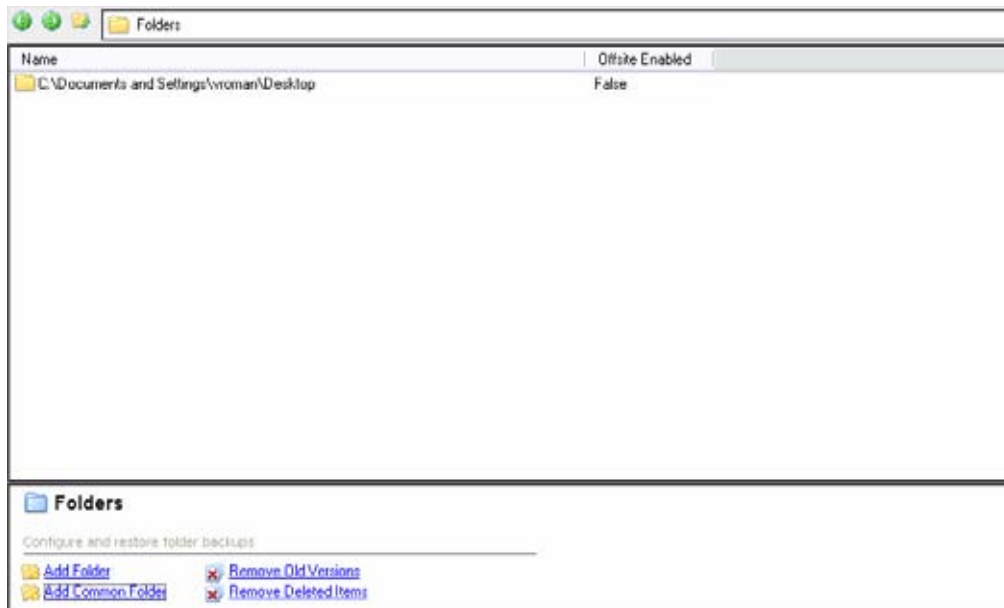 Folders
Name Offsite Enabled
C:\Documents and Settings\vroman\Desktop False
Folders
Configure and restore folder backups
Add Folder Remove Old Versions
Add Common Folder Remove Deleted Items